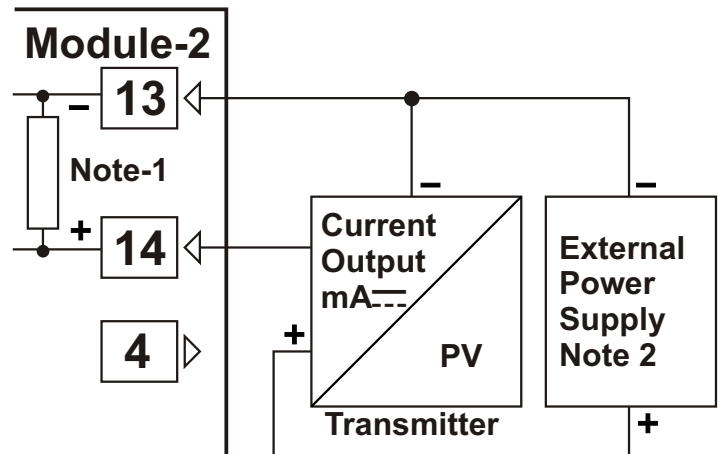 Module-2
13
–
Note-1
+
14
4
–
Current
Output
mA
+
PV
Transmitter
–
External
Power
Supply
Note 2
+